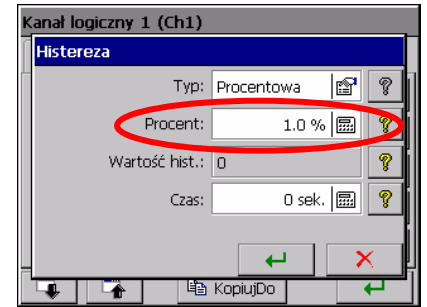 Kanał logiczny 1 (Ch1)
Histereza
Typ: Procentowa ?
Procent: 1.0 % ?
Wartość hist.: 0 ?
Czas: 0 sek. ?
KopiujDo